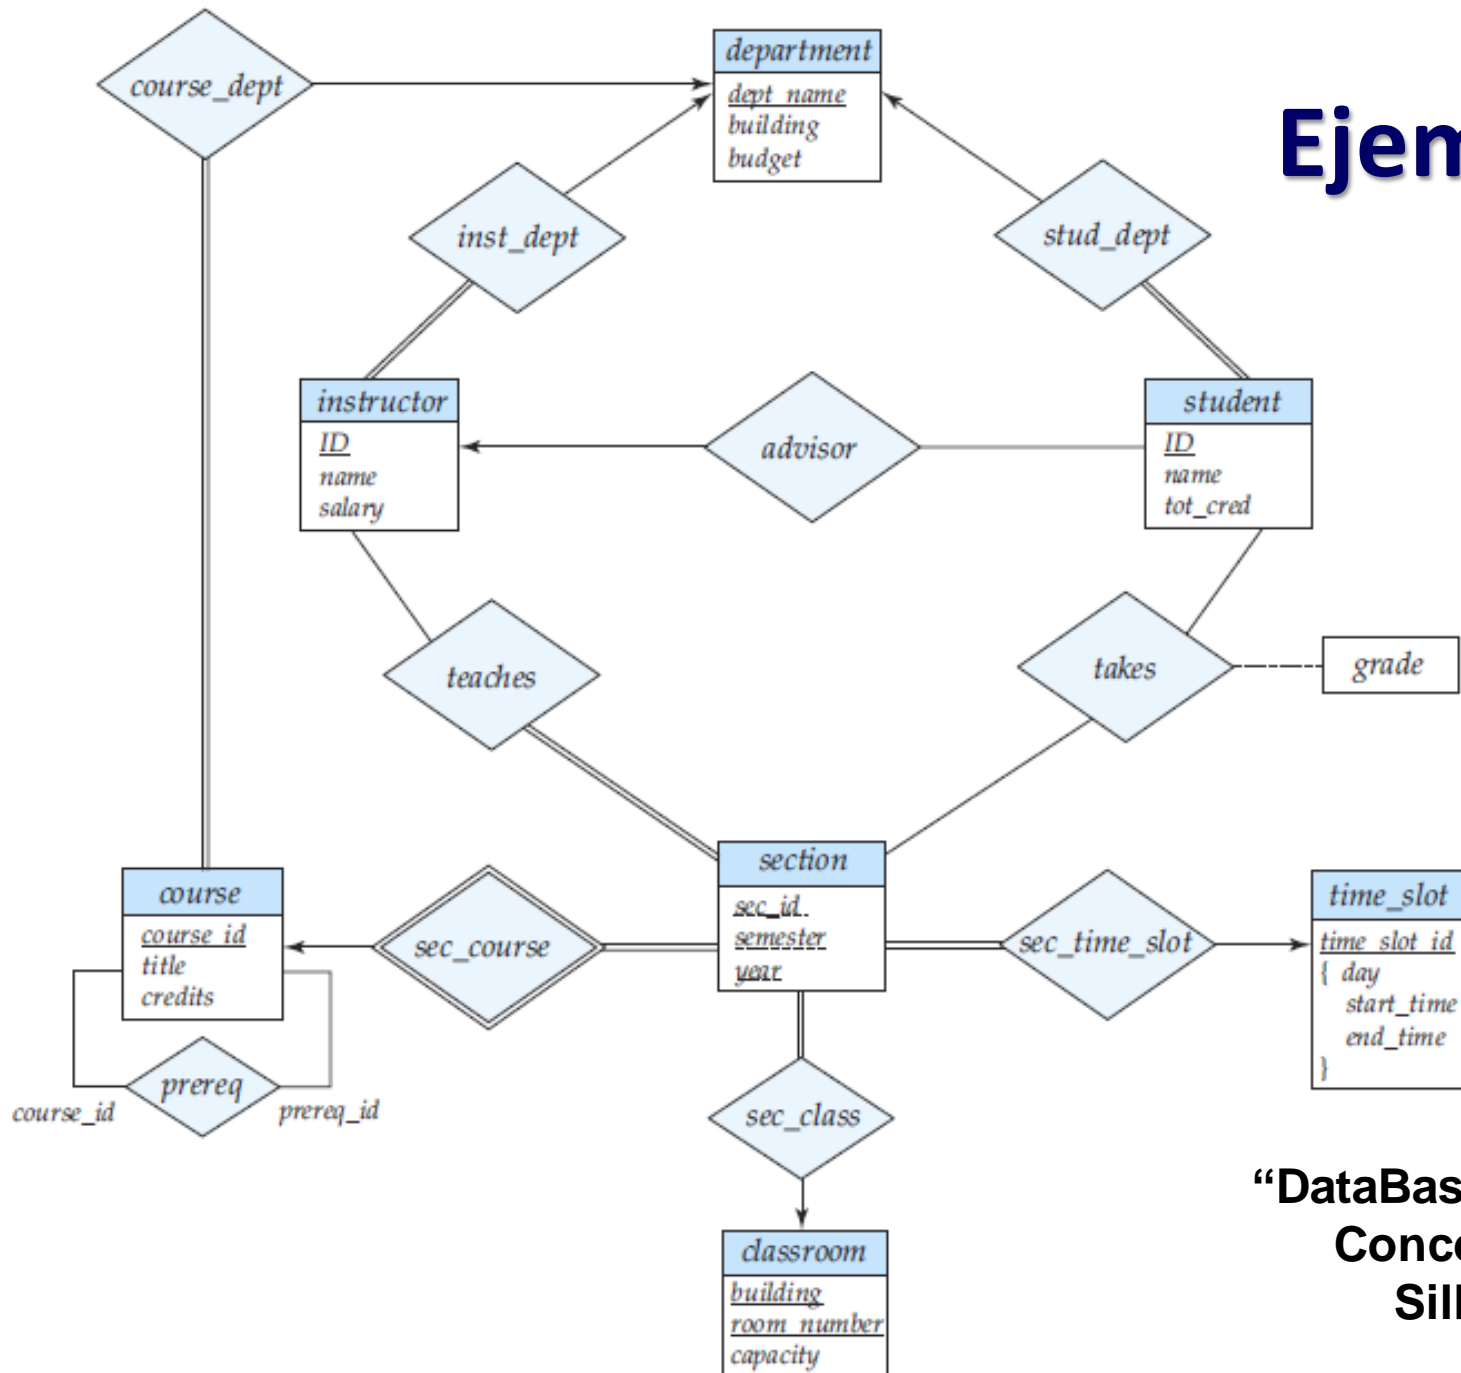 course_dept
department
dept_name
building
budget
Ejem
inst_dept
stud_dept
instructor
ID
name
salary
advisor
student
ID
name
tot_cred
teaches
takes
grade
course
course_id
title
credits
sec_course
section
sec_id
semester
year
sec_time_slot
time_slot
time_slot_id
{ day
start_time
end_time
}
prereq
course_id
prereq_id
sec_class
classroom
building
room_number
capacity
“DataBas
Conce
Sil